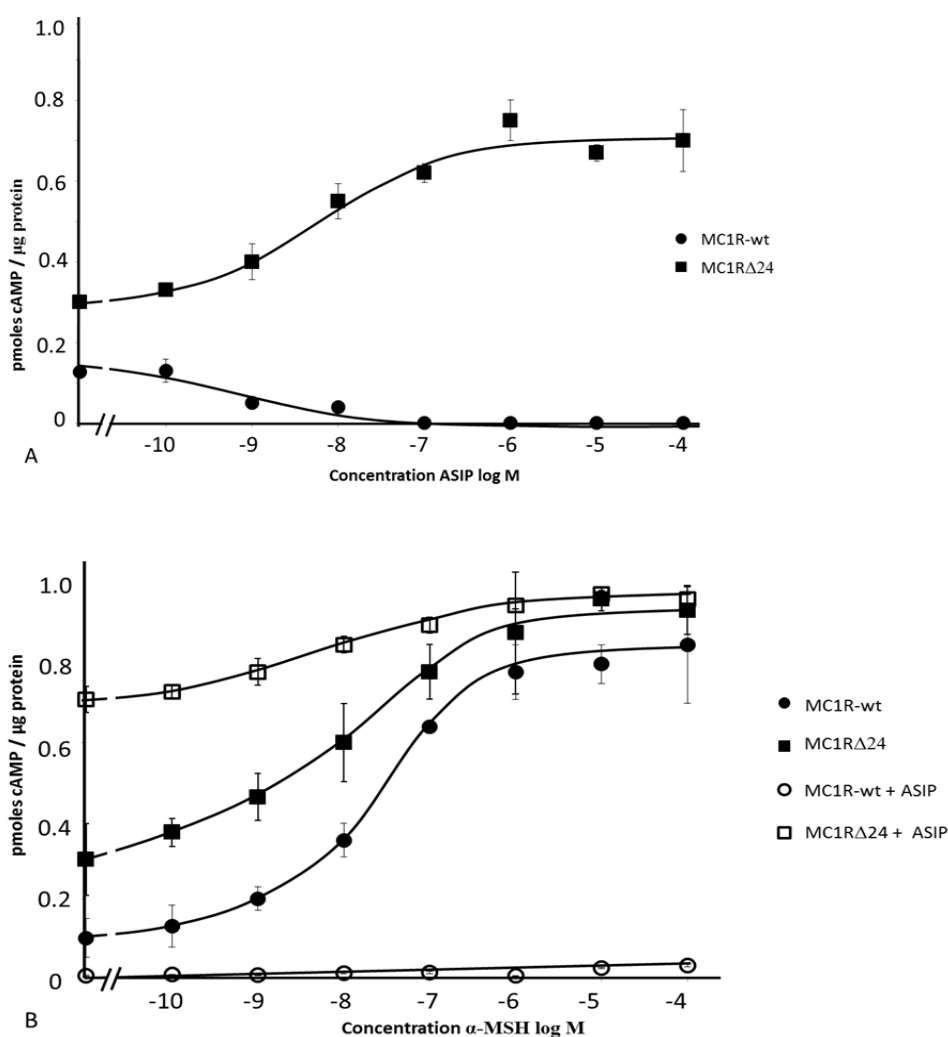 1.0
0.8
0.6
0.4
0.2
0
pmoles cAMP / µg protein
MC1R-wt
MC1RΔ24
-10 -9 -8 -7 -6 -5 -4
A
Concentration ASIP log M
1.0
0.8
0.6
0.4
0.2
0
pmoles cAMP / µg protein
MC1R-wt
MC1RΔ24
MC1R-wt + ASIP
MC1RΔ24 + ASIP
-10 -9 -8 -7 -6 -5 -4
B
Concentration α-MSH log M